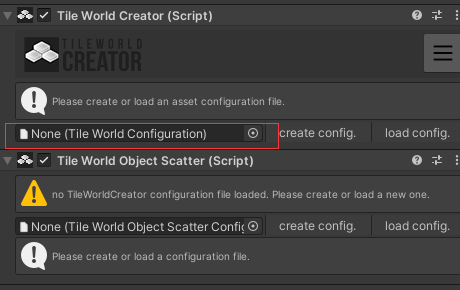 Tile World Creator (Script)
TILEWORLD
CREATOR
Please create or load an asset configuration file.
None (Tile World Configuration)
create config.
load config.
Tile World Object Scatter (Script)
no TileWorldCreator configuration file loaded. Please create or load a new one.
None (Tile World Object Scatter Config
create config.
load config.
Please create or load a configuration file.